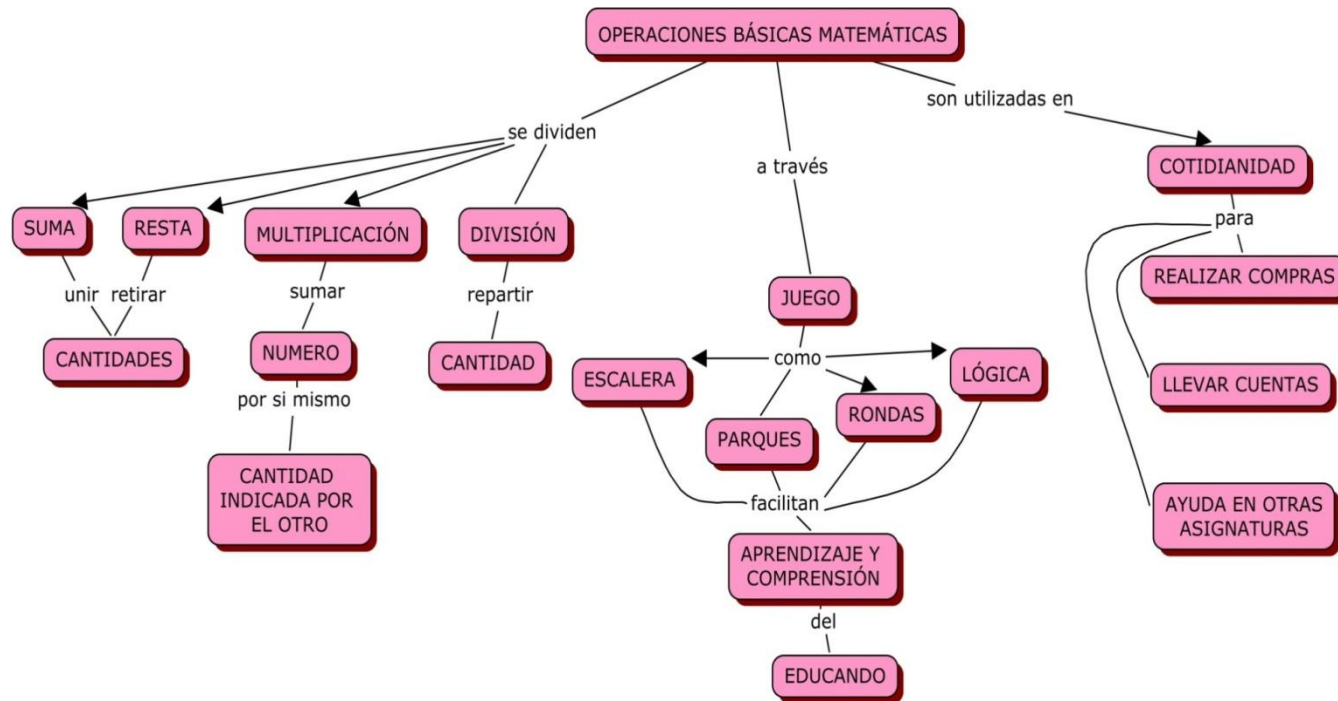 OPERACIONES BÁSICAS MATEMÁTICAS
se dividen
SUMA
RESTA
MULTIPLICACIÓN
DIVISIÓN
unir
retirar
sumar
repartir
CANTIDADES
NUMERO
CANTIDAD
por si mismo
CANTIDAD
INDICADA POR
EL OTRO
a través
JUEGO
como
ESCALERA
PARQUES
RONDAS
LÓGICA
facilitan
APRENDIZAJE Y
COMPRENSIÓN
del
EDUCANDO
son utilizadas en
COTIDIANIDAD
para
REALIZAR COMPRAS
LLEVAR CUENTAS
AYUDA EN OTRAS
ASIGNATURAS